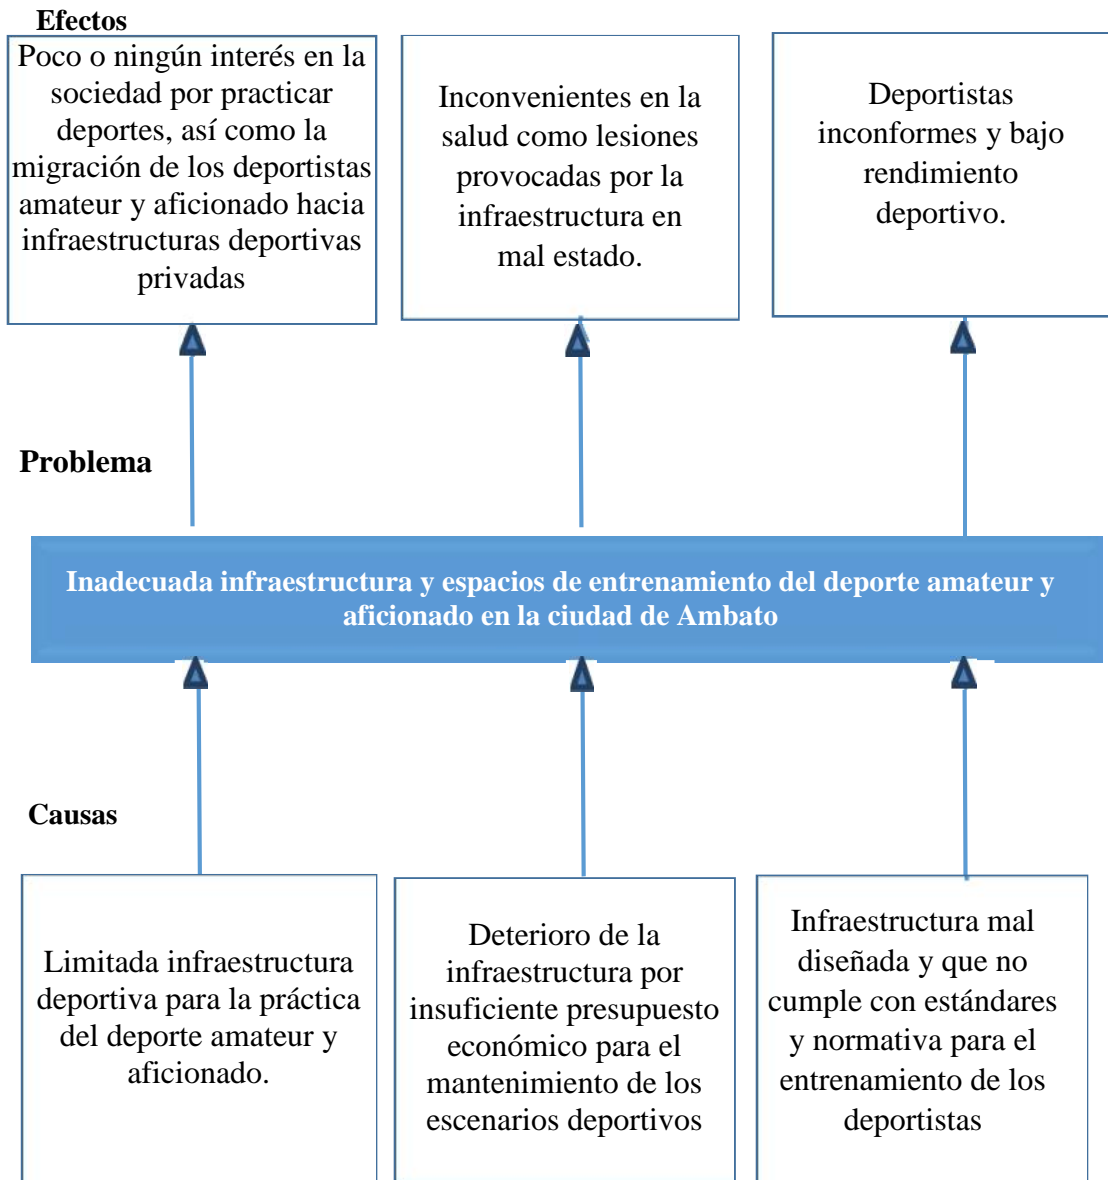 Efectos
Poco o ningún interés en la
sociedad por practicar
deportes, así como la
migración de los deportistas
amateur y aficionado hacia
infraestructuras deportivas
privadas
Inconvenientes en la
salud como lesiones
provocadas por la
infraestructura en
mal estado.
Deportistas
inconformes y bajo
rendimiento
deportivo.
Problema
Inadecuada infraestructura y espacios de entrenamiento del deporte amateur y
aficionado en la ciudad de Ambato
Causas
Limitada infraestructura
deportiva para la práctica
del deporte amateur y
aficionado.
Deterioro de la
infraestructura por
insuficiente presupuesto
económico para el
mantenimiento de los
escenarios deportivos
Infraestructura mal
diseñada y que no
cumple con estándares
y normativa para el
entrenamiento de los
deportistas